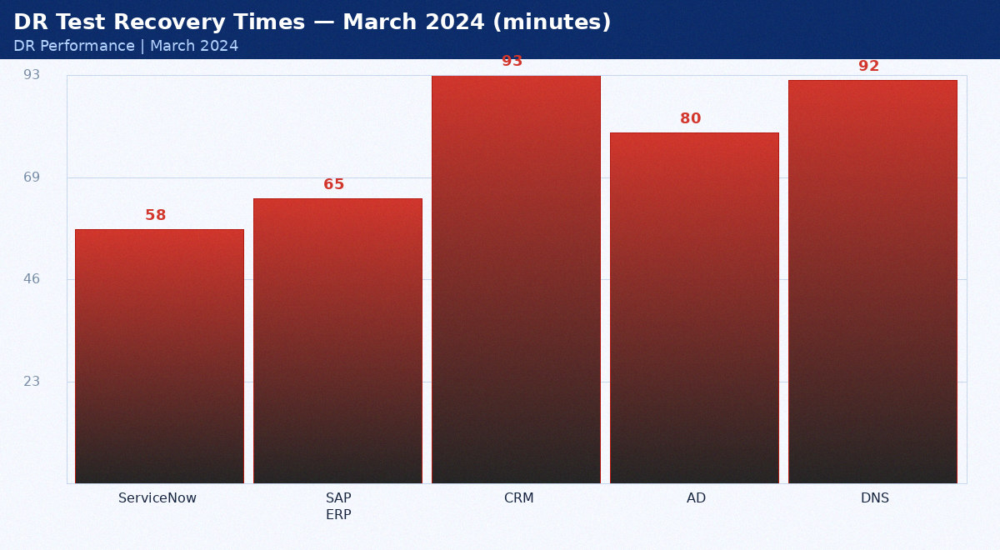 DR Test Recovery Times — March 2024 (minutes)
DR Performance | March 2024
93
69
46
23
58
65
93
80
92
ServiceNow
SAP
ERP
CRM
AD
DNS